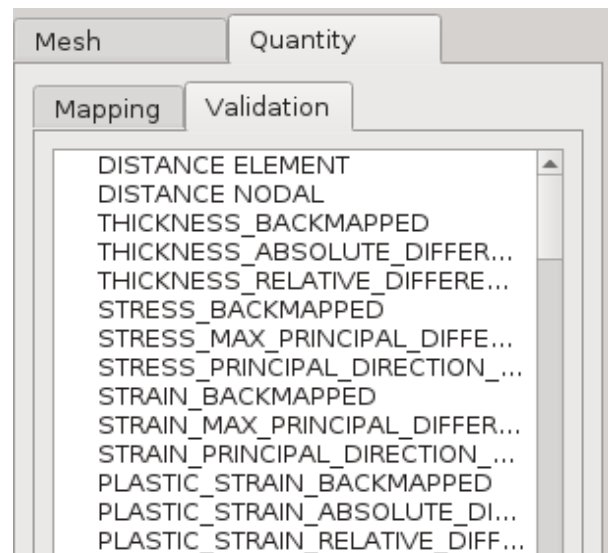 Mesh Quantity
Mapping Validation
DISTANCE ELEMENT
DISTANCE NODAL
THICKNESS_BACKMAPPED
THICKNESS_ABSOLUTE_DIFFER...
THICKNESS_RELATIVE_DIFFERE...
STRESS_BACKMAPPED
STRESS_MAX_PRINCIPAL_DIFFE...
STRESS_PRINCIPAL_DIRECTION_...
STRAIN_BACKMAPPED
STRAIN_MAX_PRINCIPAL_DIFFER...
STRAIN_PRINCIPAL_DIRECTION_...
PLASTIC_STRAIN_BACKMAPPED
PLASTIC_STRAIN_ABSOLUTE_DI...
PLASTIC_STRAIN_RELATIVE_DIFF...